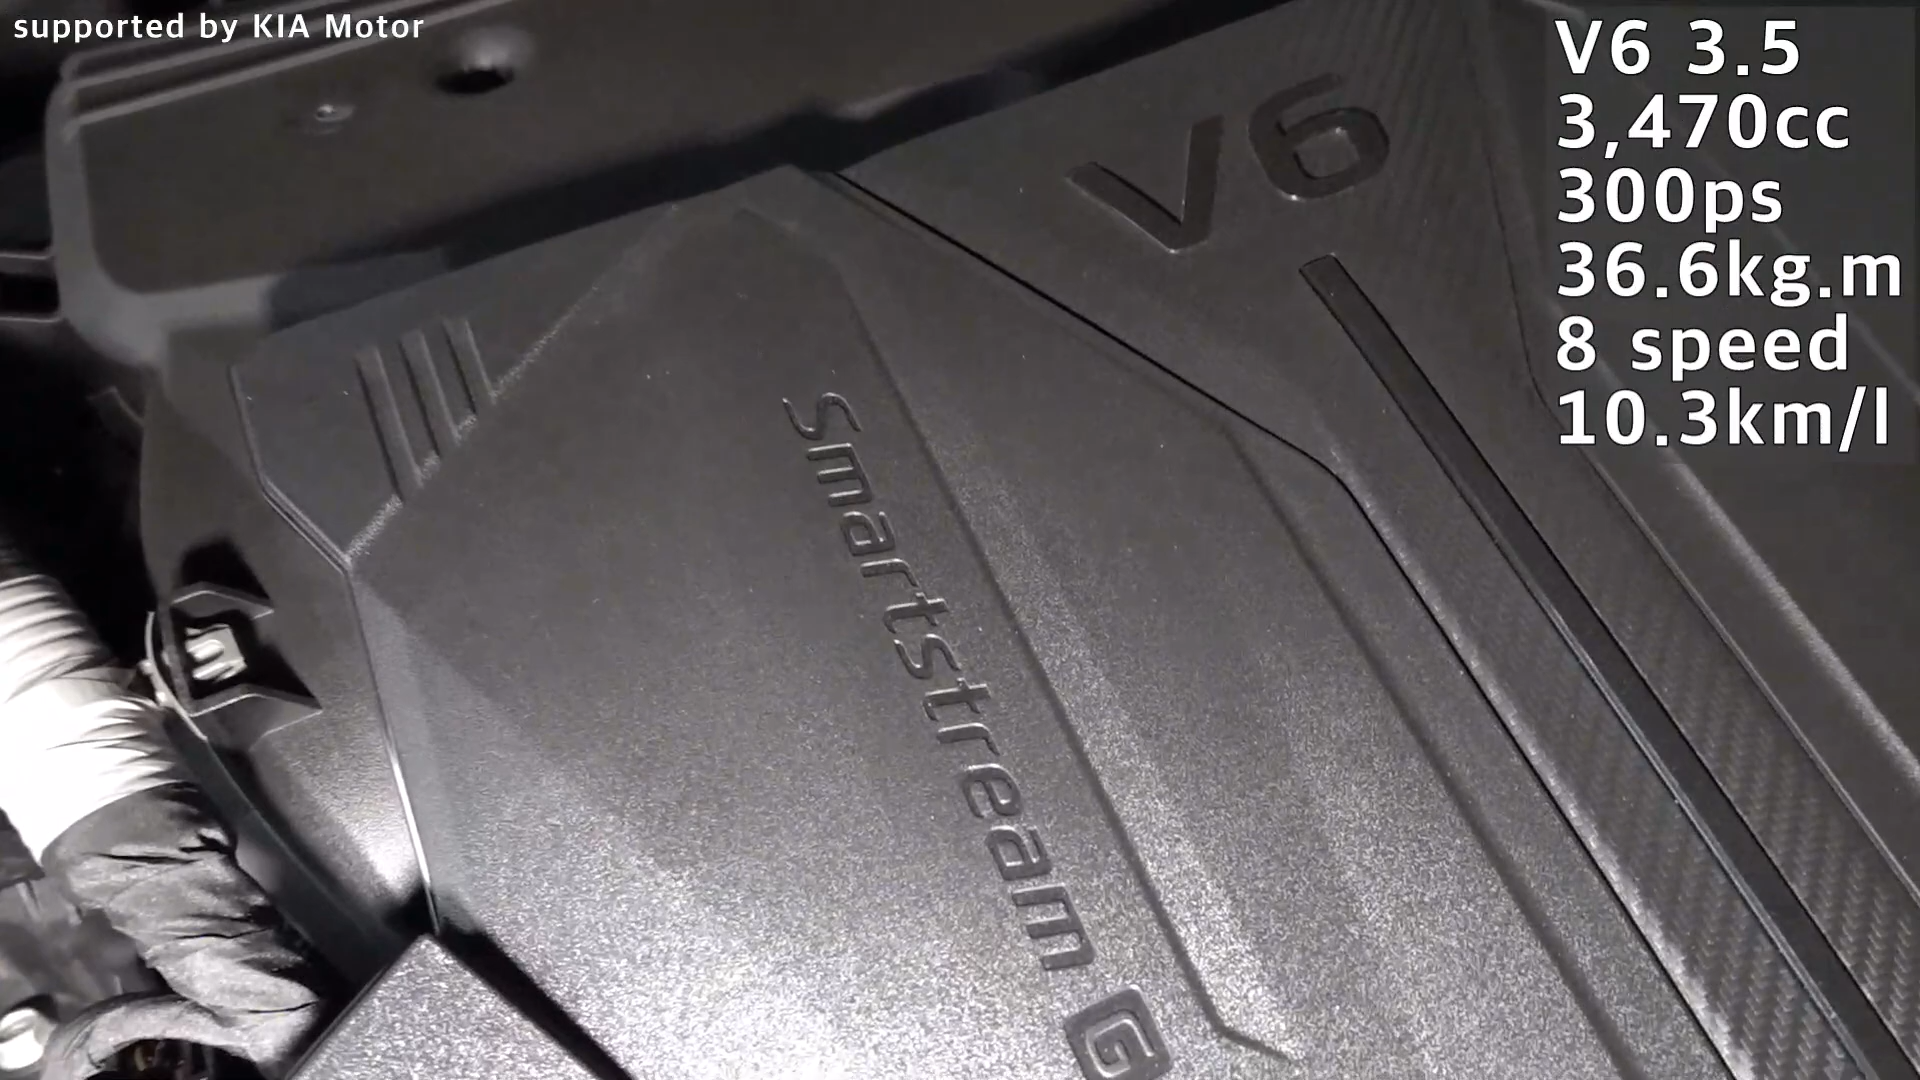 supported by KIA Motor
V6 3.5
3,470cc
300ps
36.6kg.m
8 speed
10.3km/l
V6
smartstream G